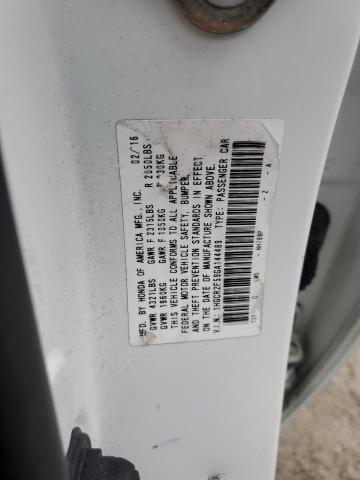 MFD. BY HONDA OF AMERICA MFG., INC. 02/16
GVWR 4321LBS GAWR F 2315LBS R 2050LBS
GVWR 1960KG GAWR F 1050KG R 930KG
THIS VEHICLE CONFORMS TO ALL APPLICABLE
FEDERAL MOTOR VEHICLE SAFETY, BUMPER,
AND THEFT PREVENTION STANDARDS IN EFFECT
ON THE DATE OF MANUFACTURE SHOWN ABOVE.
V.I.N.: 1HGCR2F59GA144489 TYPE: PASSENGER CAR
NH788P - Z - A